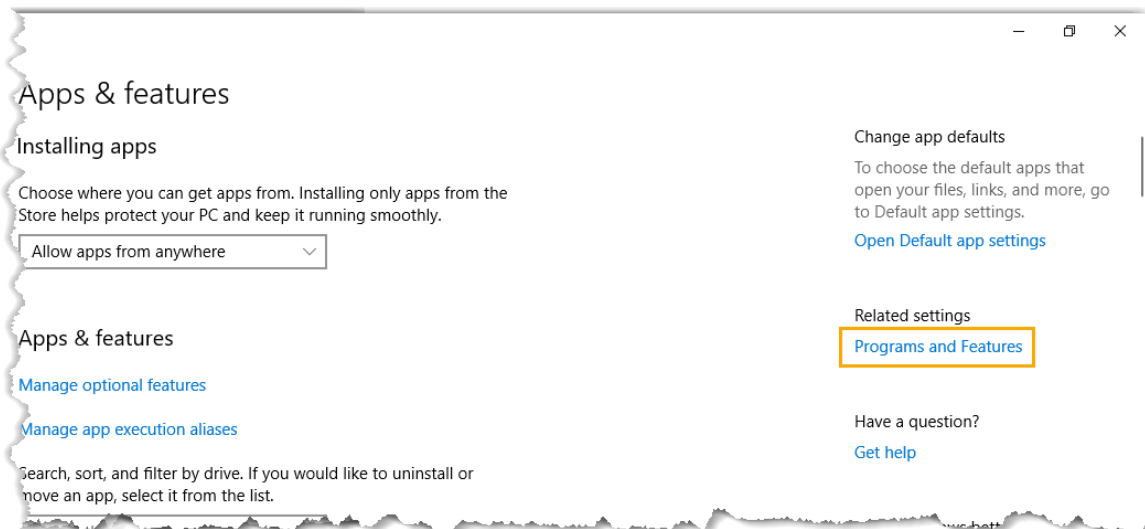 Apps & features
Installing apps
Choose where you can get apps from. Installing only apps from the
Store helps protect your PC and keep it running smoothly.
Allow apps from anywhere
Apps & features
Manage optional features
Manage app execution aliases
Search, sort, and filter by drive. If you would like to uninstall or
move an app, select it from the list.
Change app defaults
To choose the default apps that
open your files, links, and more, go
to Default app settings.
Open Default app settings
Related settings
Programs and Features
Have a question?
Get help